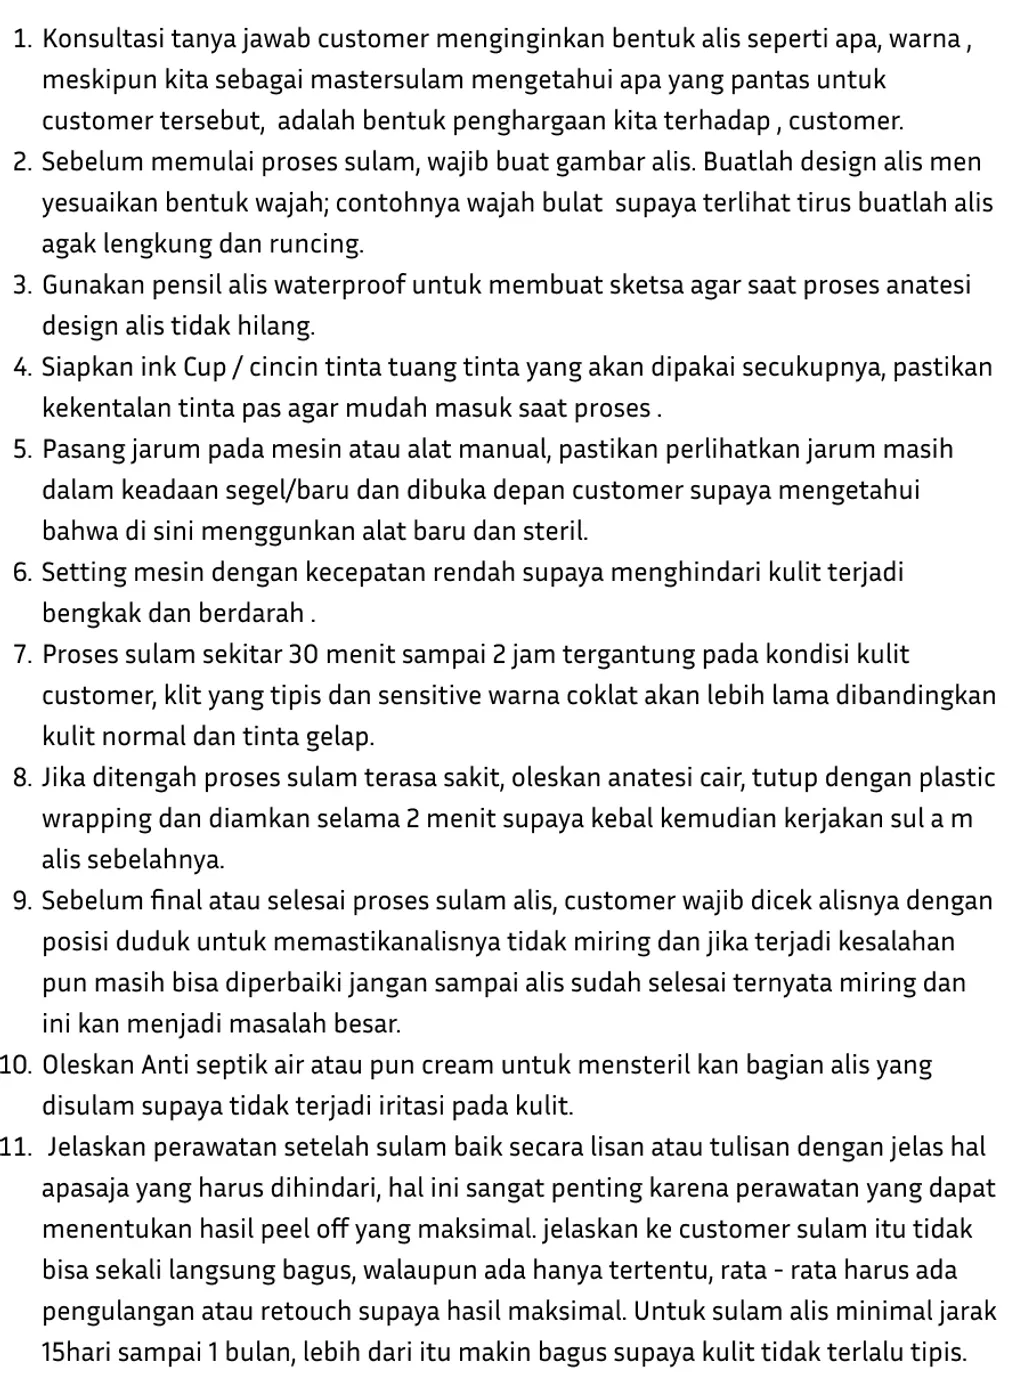 1. Konsultasi tanya jawab customer menginginkan bentuk alis seperti apa, warna ,
meskipun kita sebagai mastersulam mengetahui apa yang pantas untuk
customer tersebut,  adalah bentuk penghargaan kita terhadap , customer.
2. Sebelum memulai proses sulam, wajib buat gambar alis. Buatlah design alis men
yesuaikan bentuk wajah; contohnya wajah bulat  supaya terlihat tirus buatlah alis
agak lengkung dan runcing.
3. Gunakan pensil alis waterproof untuk membuat sketsa agar saat proses anatesi
design alis tidak hilang.
4. Siapkan ink Cup / cincin tinta tuang tinta yang akan dipakai secukupnya, pastikan
kekentalan tinta pas agar mudah masuk saat proses .
5. Pasang jarum pada mesin atau alat manual, pastikan perlihatkan jarum masih
dalam keadaan segel/baru dan dibuka depan customer supaya mengetahui
bahwa di sini menggunkan alat baru dan steril.
6. Setting mesin dengan kecepatan rendah supaya menghindari kulit terjadi
bengkak dan berdarah .
7. Proses sulam sekitar 30 menit sampai 2 jam tergantung pada kondisi kulit
customer, klit yang tipis dan sensitive warna coklat akan lebih lama dibandingkan
kulit normal dan tinta gelap.
8. Jika ditengah proses sulam terasa sakit, oleskan anatesi cair, tutup dengan plastic
wrapping dan diamkan selama 2 menit supaya kebal kemudian kerjakan sul a m
alis sebelahnya.
9. Sebelum final atau selesai proses sulam alis, customer wajib dicek alisnya dengan
posisi duduk untuk memastikanalisnya tidak miring dan jika terjadi kesalahan
pun masih bisa diperbaiki jangan sampai alis sudah selesai ternyata miring dan
ini kan menjadi masalah besar.
10. Oleskan Anti septik air atau pun cream untuk mensteril kan bagian alis yang
disulam supaya tidak terjadi iritasi pada kulit.
11.  Jelaskan perawatan setelah sulam baik secara lisan atau tulisan dengan jelas hal
apasaja yang harus dihindari, hal ini sangat penting karena perawatan yang dapat
menentukan hasil peel off yang maksimal. jelaskan ke customer sulam itu tidak
bisa sekali langsung bagus, walaupun ada hanya tertentu, rata - rata harus ada
pengulangan atau retouch supaya hasil maksimal. Untuk sulam alis minimal jarak
15hari sampai 1 bulan, lebih dari itu makin bagus supaya kulit tidak terlalu tipis.